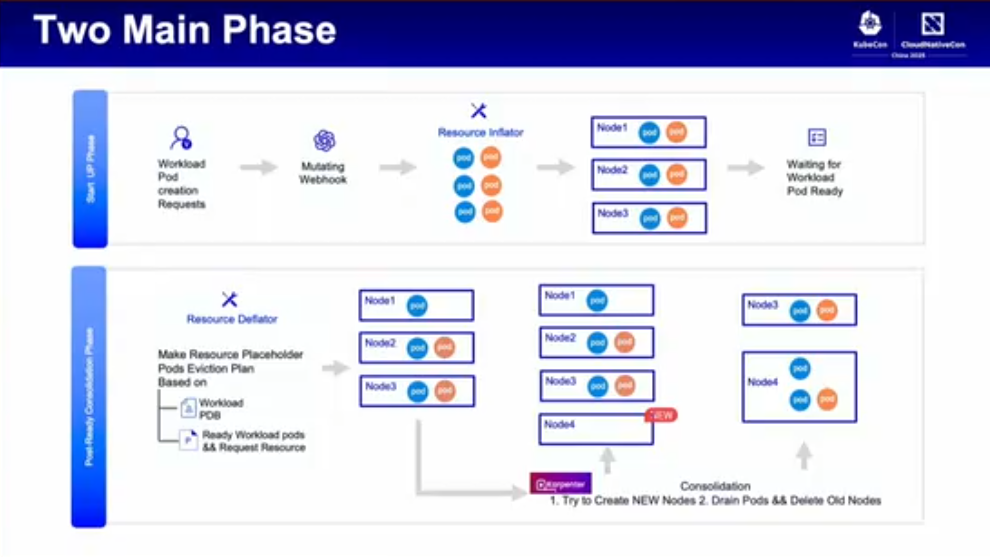 Two Main Phase
KubeCon
CloudNativeCon
China 2025
Start UP Phase
Workload
Pod
creation
Requests
Mutating
Webhook
Resource Inflator
pod pod
pod pod
pod pod
Node1 pod pod
Node2 pod pod
Node3 pod pod
Waiting for
Workload
Pod Ready
Post-Ready Consolidation Phase
Resource Deflator
Make Resource Placeholder
Pods Eviction Plan
Based on
Workload
PDB
P
Ready Workload pods
&& Request Resource
Node1 pod
Node2 pod pod
Node3 pod pod
Node1 pod
Node2 pod pod
Node3 pod pod
NEW
Node4
Karpenter
Node3 pod pod
pod
Node4
pod pod
Consolidation
1. Try to Create NEW Nodes 2. Drain Pods && Delete Old Nodes